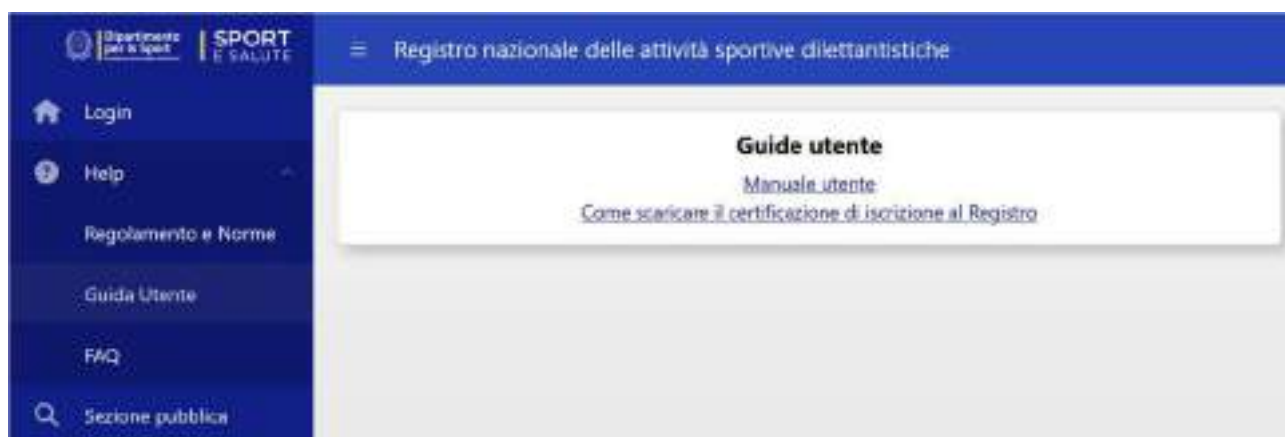 Dipartimento
per lo Sport
SPORT
E SALUTE
Registro nazionale delle attività sportive dilettantistiche
Login
Help
Regolamento e Norme
Guida Utente
FAQ
Sezione pubblica
Guide utente
Manuale utente
Come scaricare il certificazione di iscrizione al Registro